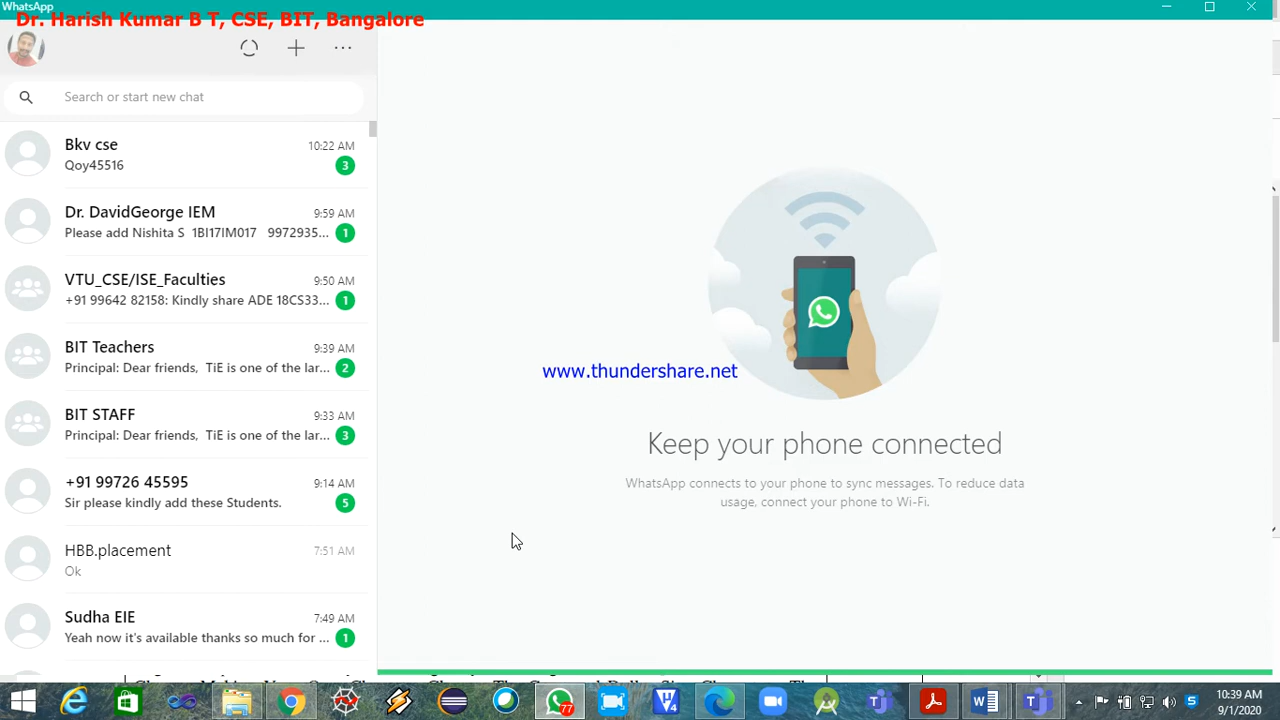 WhatsApp
Dr. Harish Kumar B T, CSE, BIT, Bangalore
Search or start new chat
Bkv cse 10:22 AM
Qoy45516 3
Dr. DavidGeorge IEM 9:59 AM
Please add Nishita S 1BI17IM017 9972935... 1
VTU_CSE/ISE_Faculties 9:50 AM
+91 99642 82158: Kindly share ADE 18CS33... 1
BIT Teachers 9:39 AM
Principal: Dear friends, TiE is one of the lar... 2
BIT STAFF 9:33 AM
Principal: Dear friends, TiE is one of the lar... 3
+91 99726 45595 9:14 AM
Sir please kindly add these Students. 5
HBB.placement 7:51 AM
Ok
Sudha EIE 7:49 AM
Yeah now it's available thanks so much for ... 1
www.thundershare.net
Keep your phone connected
WhatsApp connects to your phone to sync messages. To reduce data
usage, connect your phone to Wi-Fi.
77
10:39 AM
9/1/2020